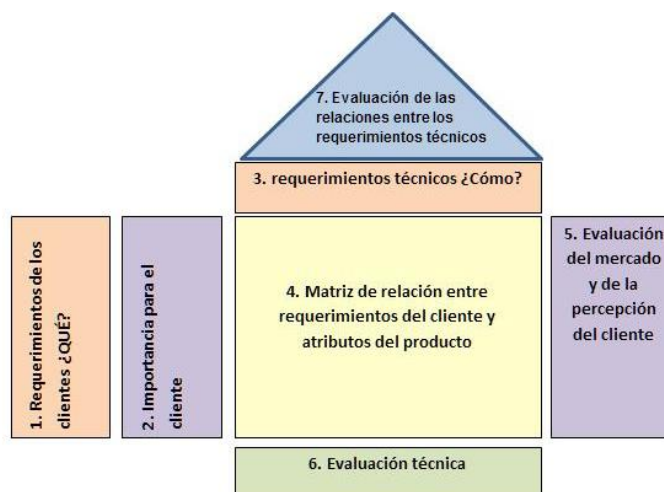 7. Evaluación de las
relaciones entre los
requerimientos técnicos
3. requerimientos técnicos ¿Cómo?
1. Requerimientos de los
clientes ¿QUÉ?
2. Importancia para el
cliente
4. Matriz de relación entre
requerimientos del cliente y
atributos del producto
5. Evaluación
del mercado
y de la
percepción
del cliente
6. Evaluación técnica